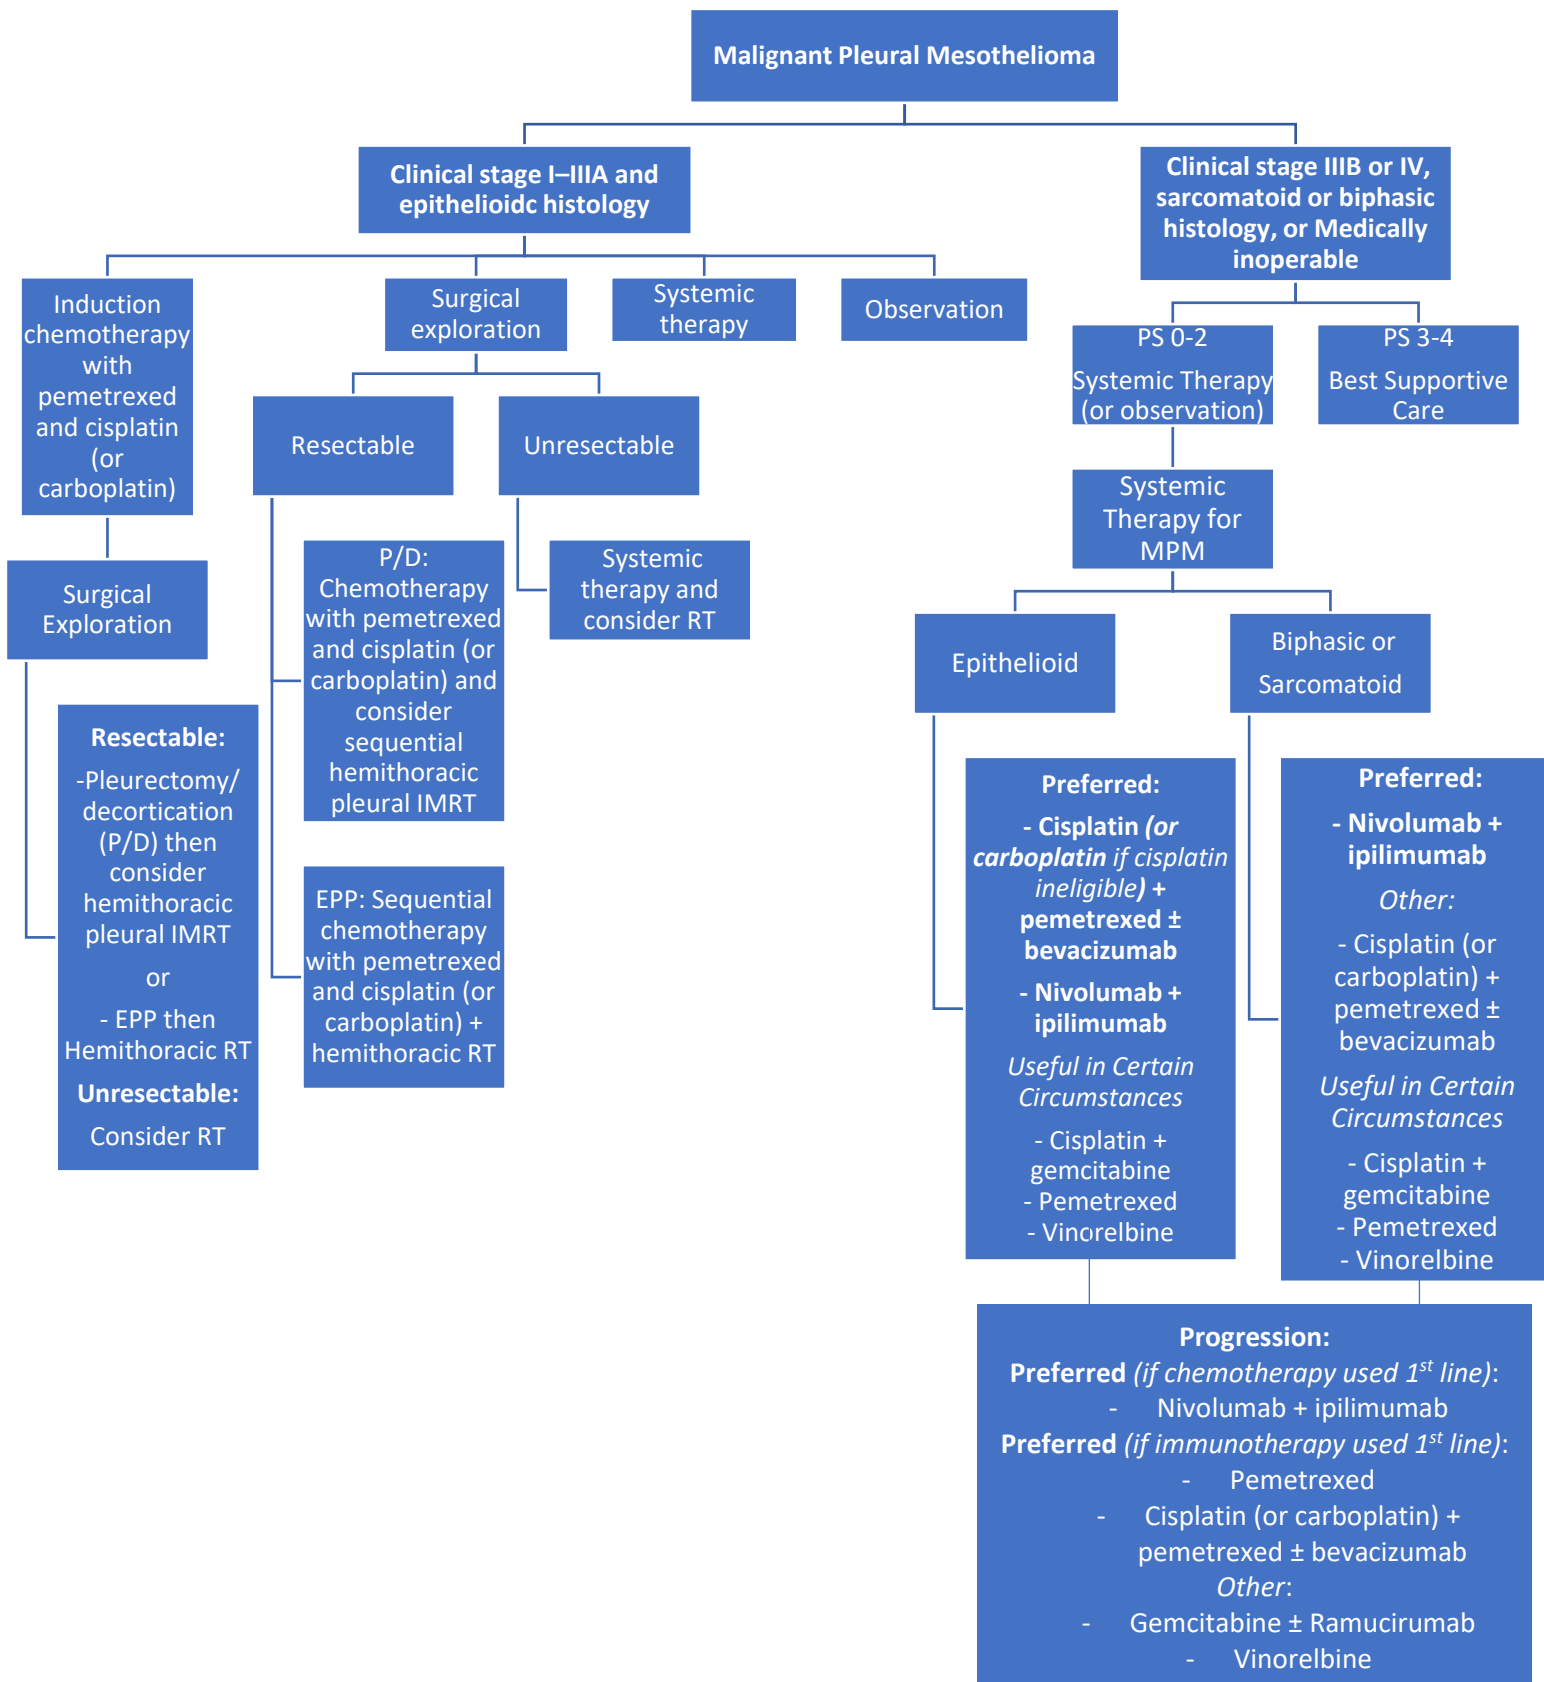 Malignant Pleural Mesothelioma
Clinical stage I–IIIA and
epithelioidc histology
Clinical stage IIIB or IV,
sarcomatoid or biphasic
histology, or Medically
inoperable
Induction
chemotherapy
with
pemetrexed
and cisplatin
(or
carboplatin)
Surgical
exploration
Systemic
therapy
Observation
PS 0-2
Systemic Therapy
(or observation)
PS 3-4
Best Supportive
Care
Resectable
Unresectable
Systemic
Therapy for
MPM
Surgical
Exploration
P/D:
Chemotherapy
with pemetrexed
and cisplatin (or
carboplatin) and
consider
sequential
hemithoracic
pleural IMRT
Systemic
therapy and
consider RT
Epithelioid
Biphasic or
Sarcomatoid
Resectable:
-Pleurectomy/
decortication
(P/D) then
consider
hemithoracic
pleural IMRT
or
- EPP then
Hemithoracic RT
Unresectable:
Consider RT
EPP: Sequential
chemotherapy
with pemetrexed
and cisplatin (or
carboplatin) +
hemithoracic RT
Preferred:
- Cisplatin (or
carboplatin if cisplatin
ineligible) +
pemetrexed ±
bevacizumab
- Nivolumab +
ipilimumab
Useful in Certain
Circumstances
- Cisplatin +
gemcitabine
- Pemetrexed
- Vinorelbine
Preferred:
- Nivolumab +
ipilimumab
Other:
- Cisplatin (or
carboplatin) +
pemetrexed ±
bevacizumab
Useful in Certain
Circumstances
- Cisplatin +
gemcitabine
- Pemetrexed
- Vinorelbine
Progression:
Preferred (if chemotherapy used 1st line):
- Nivolumab + ipilimumab
Preferred (if immunotherapy used 1st line):
- Pemetrexed
- Cisplatin (or carboplatin) +
pemetrexed ± bevacizumab
Other:
- Gemcitabine ± Ramucirumab
- Vinorelbine